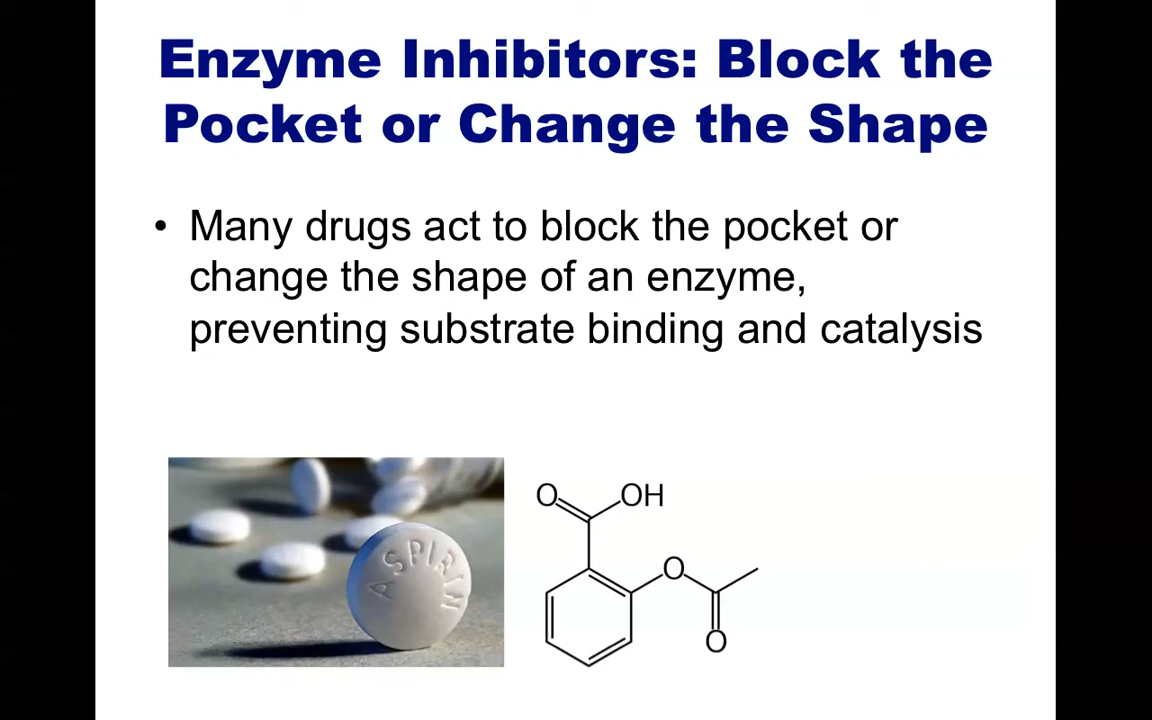 Enzyme Inhibitors: Block the
Pocket or Change the Shape
• Many drugs act to block the pocket or
change the shape of an enzyme,
preventing substrate binding and catalysis
ASPIRIN
O OH
O
O